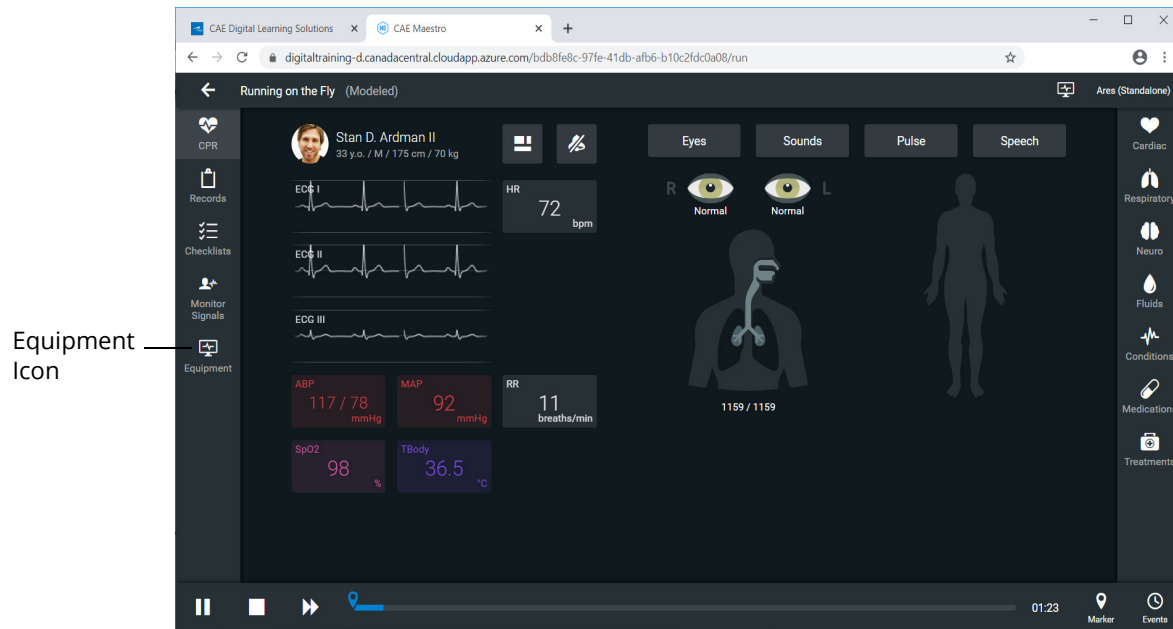 CAE Digital Learning Solutions
CAE Maestro
digitaltraining-d.canadacentral.cloudapp.azure.com/bdb8fe8c-97fe-41db-afb6-b10c2fdc0a08/run
Running on the Fly (Modeled)
Ares (Standalone)
CPR
Records
Checklists
Monitor
Signals
Equipment
Equipment
Icon
Stan D. Ardman II
33 y.o. / M / 175 cm / 70 kg
ECG I
HR
72
bpm
ECG II
ECG III
ABP
117 / 78
mmHg
MAP
92
mmHg
RR
11
breaths/min
SpO2
98
%
TBody
36.5
°C
Eyes
Sounds
Pulse
Speech
R
L
Normal
Normal
1159 / 1159
Cardiac
Respiratory
Neuro
Fluids
Conditions
Medication
Treatments
01:23
Marker
Events